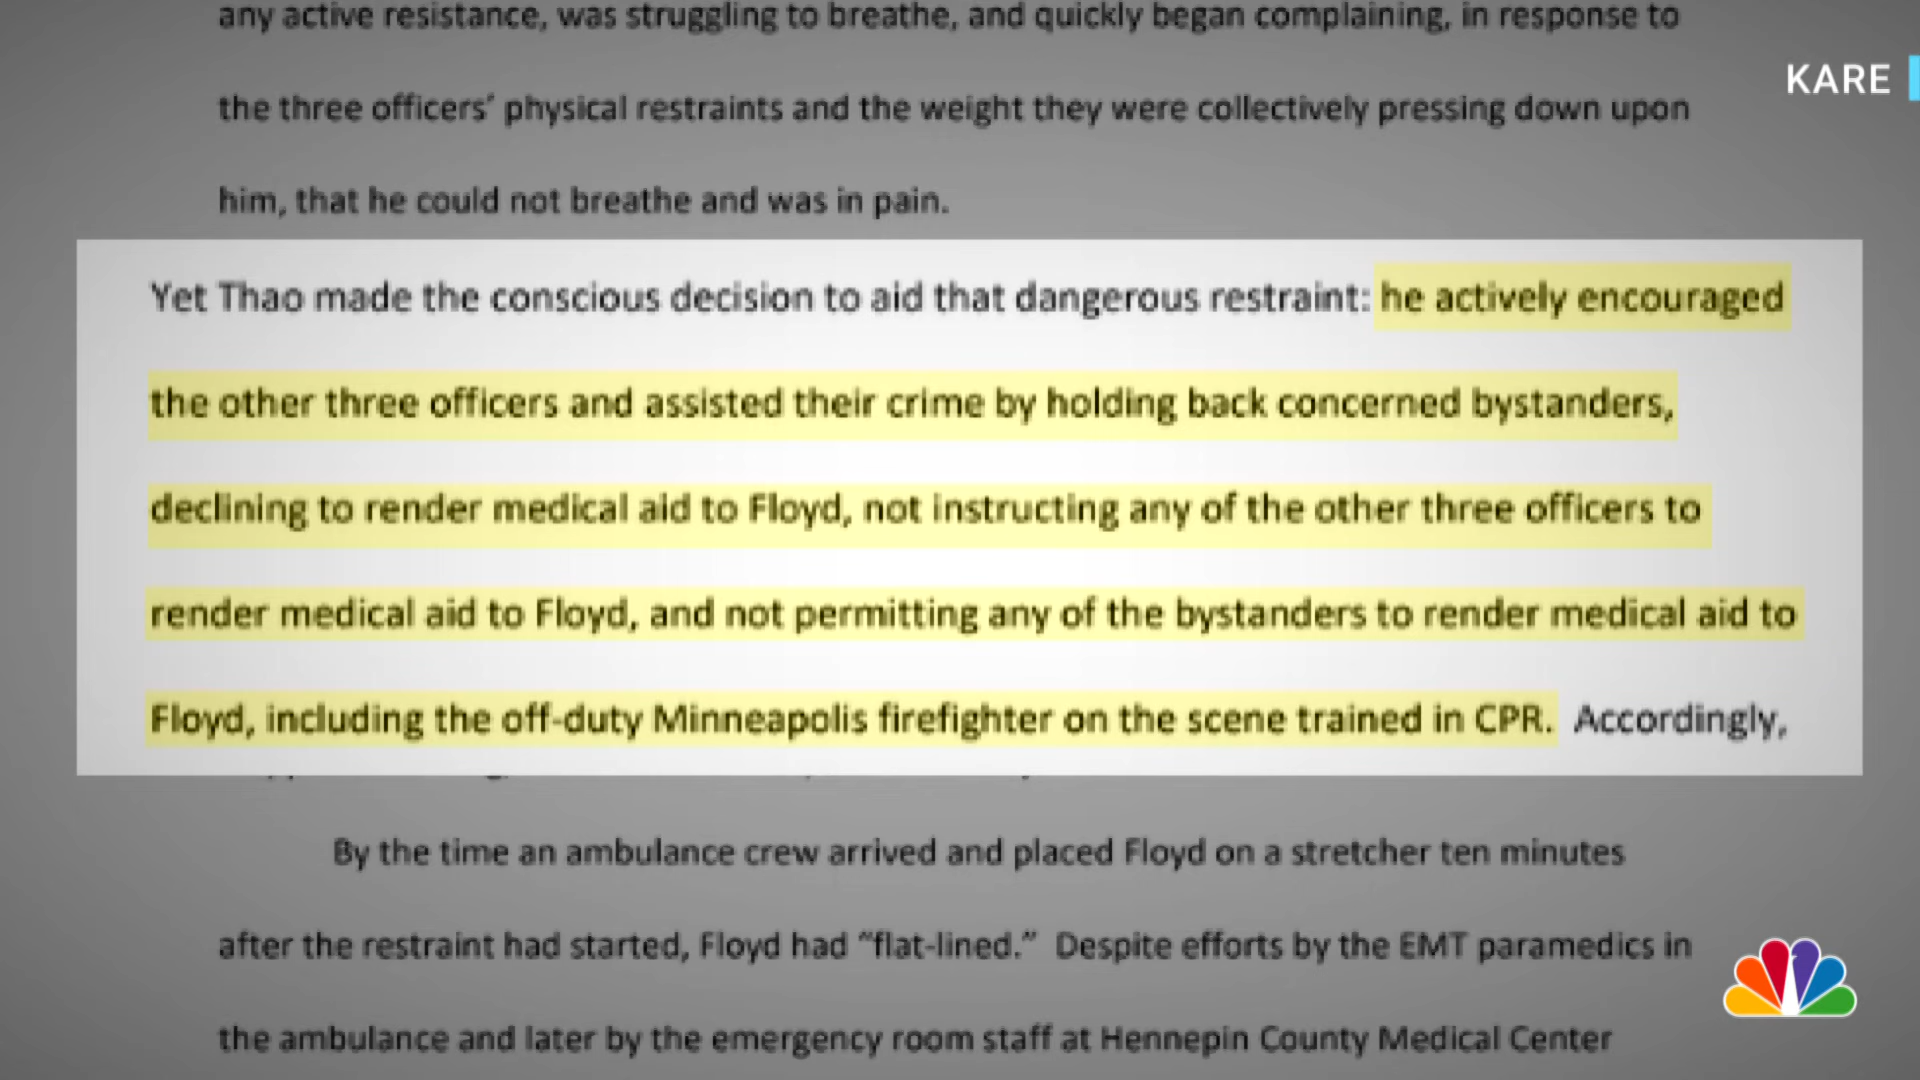 any active resistance, was struggling to breathe, and quickly began complaining, in response to
KARE
the three officers’ physical restraints and the weight they were collectively pressing down upon
him, that he could not breathe and was in pain.
Yet Thao made the conscious decision to aid that dangerous restraint: he actively encouraged
the other three officers and assisted their crime by holding back concerned bystanders,
declining to render medical aid to Floyd, not instructing any of the other three officers to
render medical aid to Floyd, and not permitting any of the bystanders to render medical aid to
Floyd, including the off-duty Minneapolis firefighter on the scene trained in CPR. Accordingly,
By the time an ambulance crew arrived and placed Floyd on a stretcher ten minutes
after the restraint had started, Floyd had “flat-lined.” Despite efforts by the EMT paramedics in
the ambulance and later by the emergency room staff at Hennepin County Medical Center